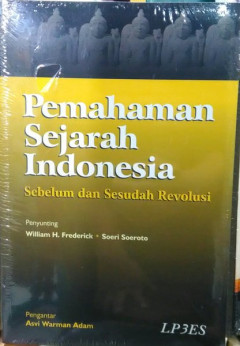 Pemahaman
Sejarah
Indonesia
Sebelum dan Sesudah Revolusi
Penyunting
William H. Frederick • Soeri Soeroto
Pengantar
Asvi Warman Adam
LP3ES